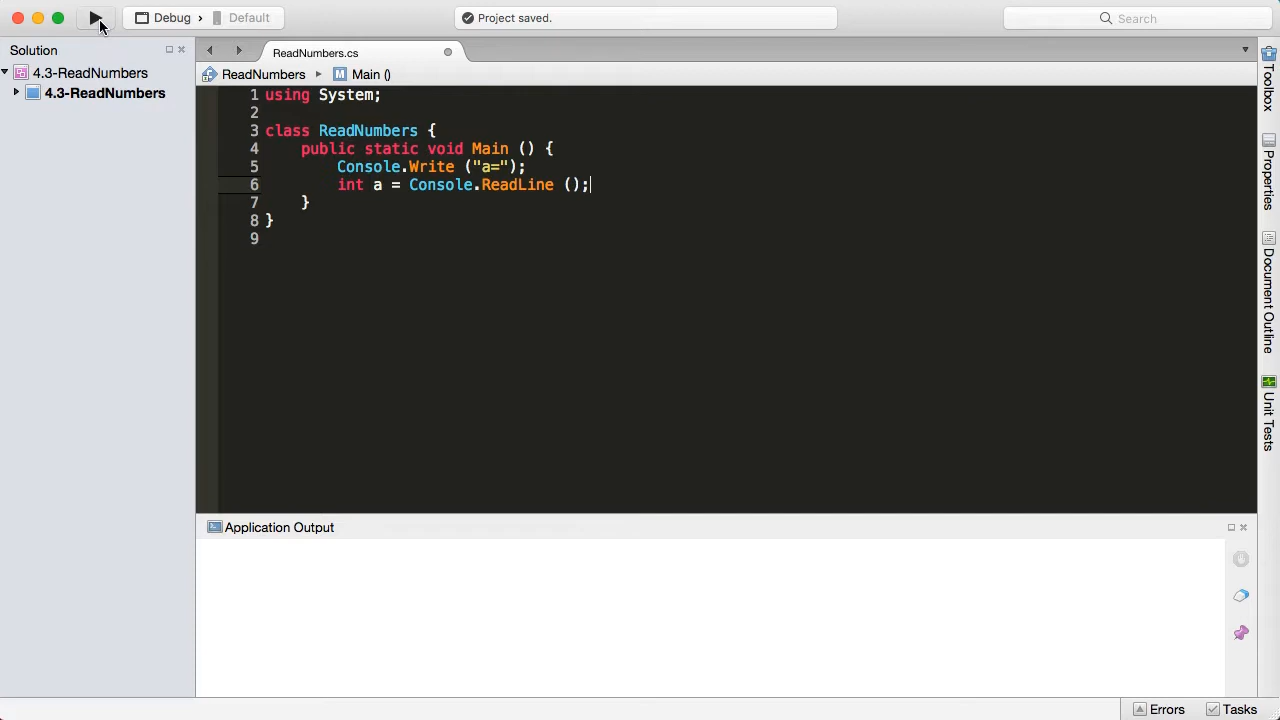 Debug › Default
Project saved.
Search
Solution
ReadNumbers.cs
4.3-ReadNumbers
4.3-ReadNumbers
ReadNumbers ▸ Main ()
1 using System;
2
3 class ReadNumbers {
4 public static void Main () {
5 Console.Write ("a=");
6 int a = Console.ReadLine ();
7 }
8 }
9
Toolbox
Properties
Document Outline
Unit Tests
Application Output
Errors
Tasks